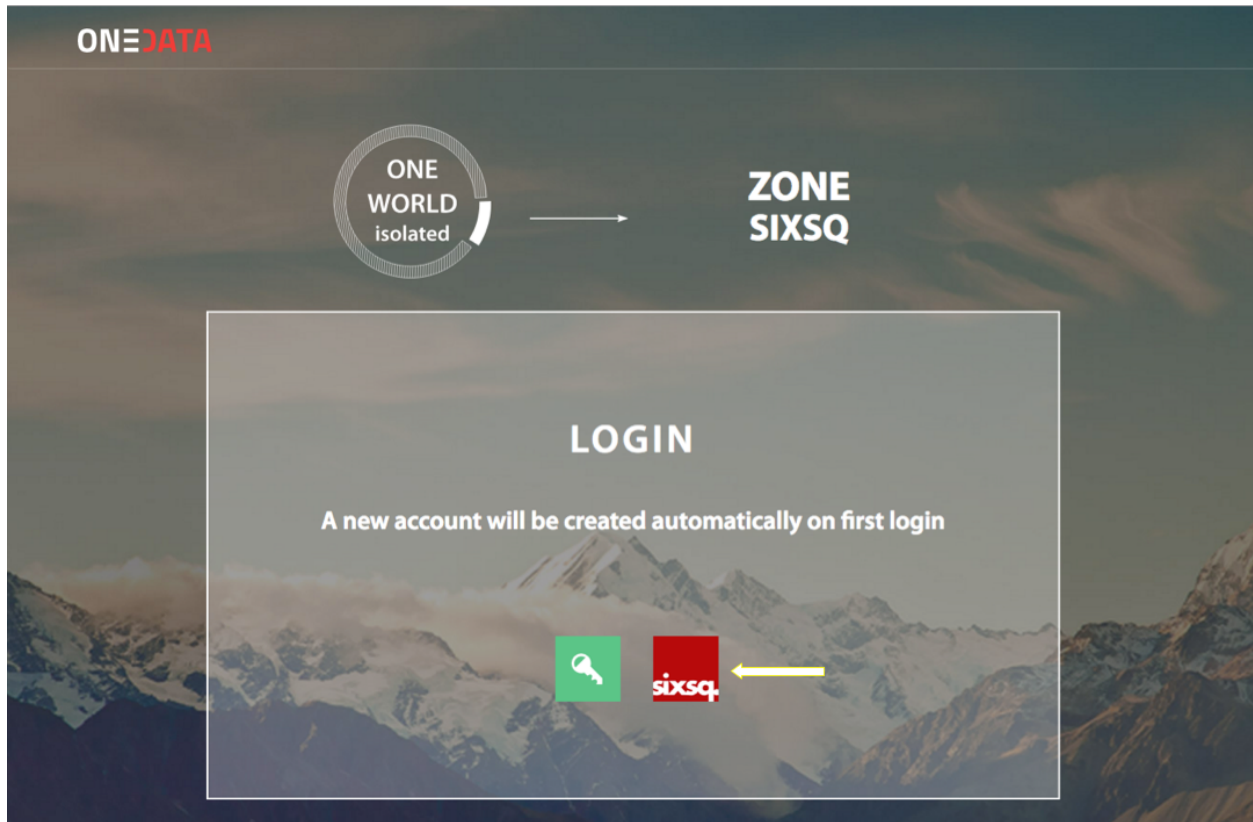 ONEDATA
ONE
WORLD
isolated
ZONE
SIXSQ
LOGIN
A new account will be created automatically on first login
sixsq.